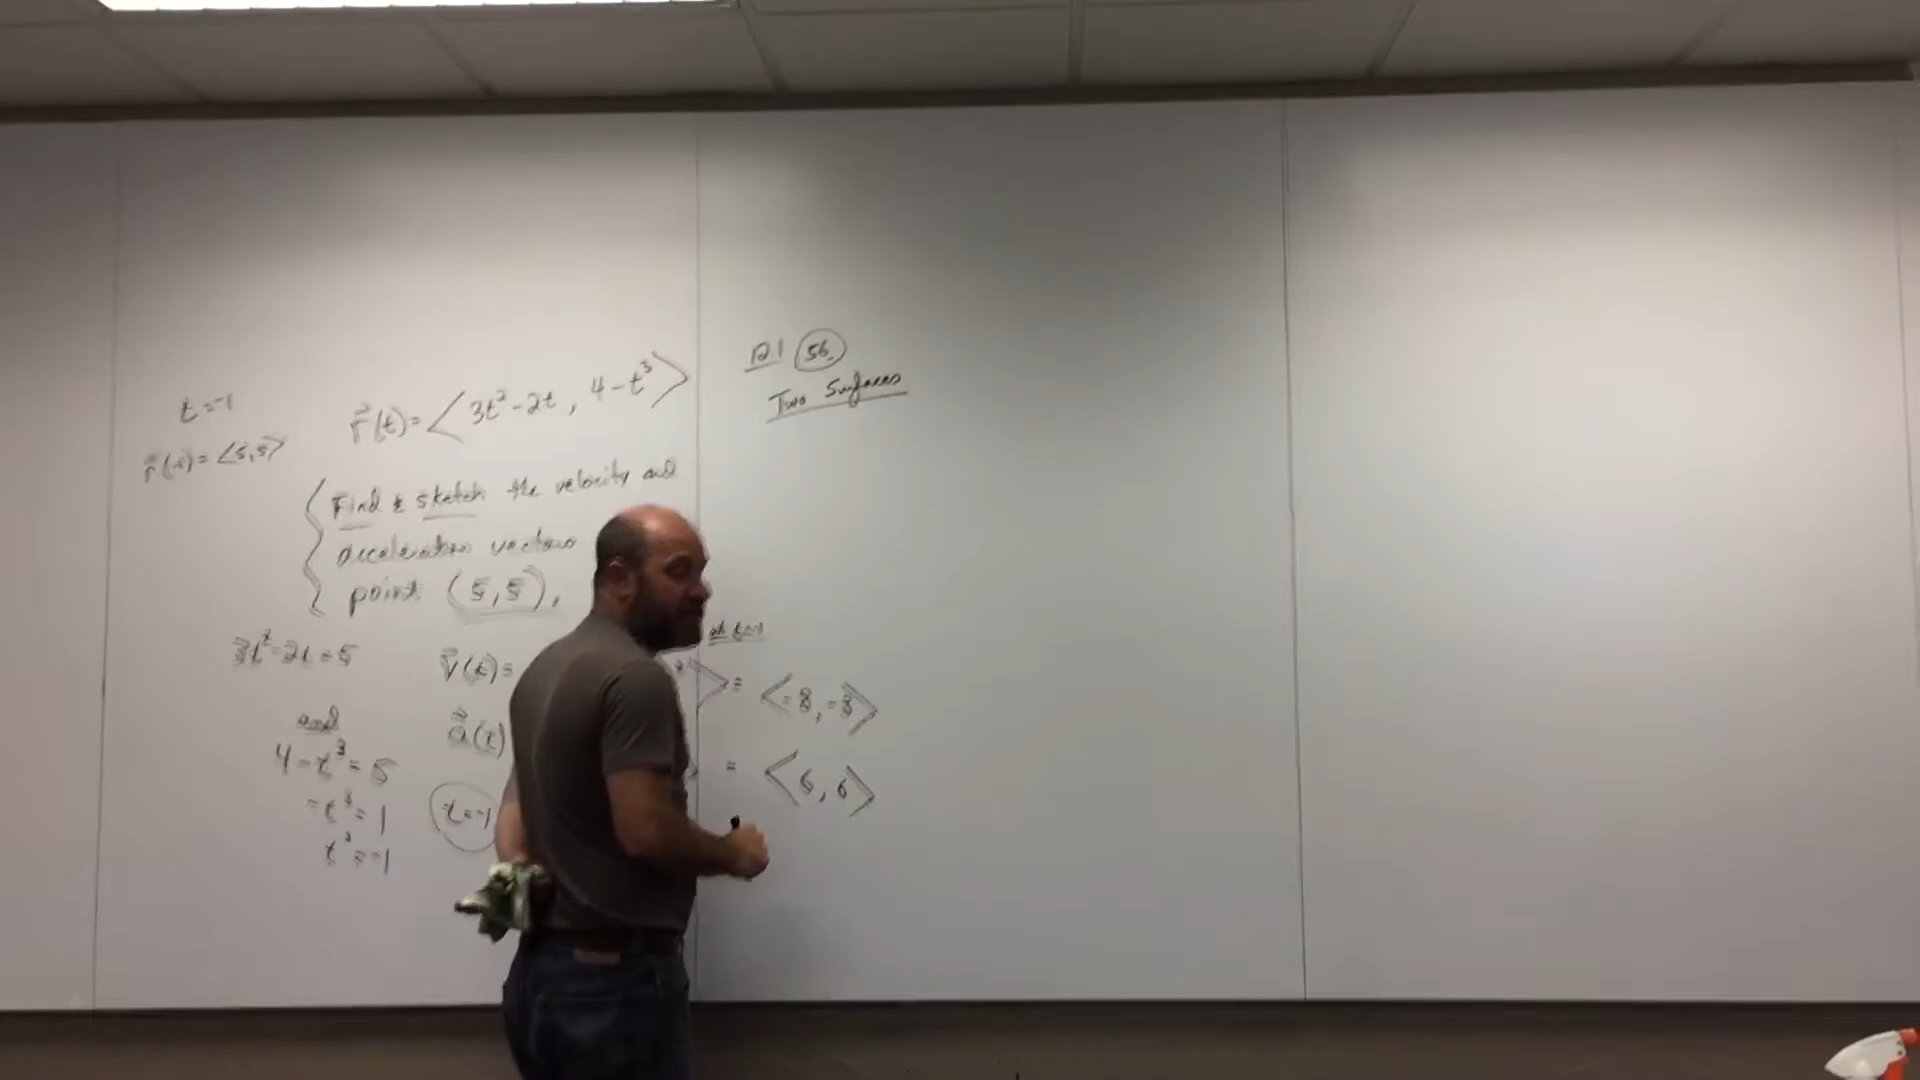 t=-1
r⃗(-1)=<5,5>
r⃗(t)=<3t²-2t, 4-t³>
Find & sketch the velocity and
acceleration vectors
point (5,5),
3t²-2t=5
and
4-t³=5
-t³=1
t³=-1
v⃗(t)=
a⃗(t)
t=-1
at t=-1
= <-8,-3>
= <6,6>
12.1 56.
Two Surfaces